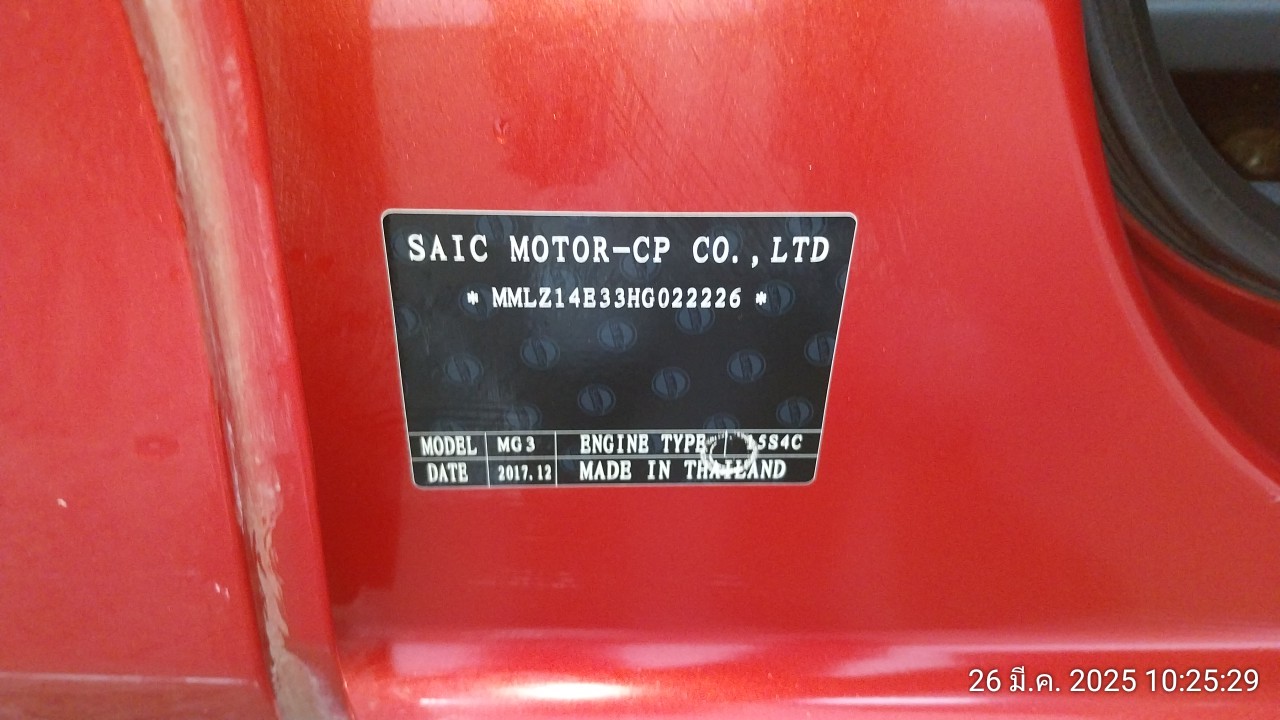 SAIC MOTOR-CP CO.,LTD
* MMLZ14E33HG022226 *
MODEL MG3 ENGINE TYPE 15S4C
DATE 2017.12 MADE IN THAILAND
26 มี.ค. 2025 10:25:29